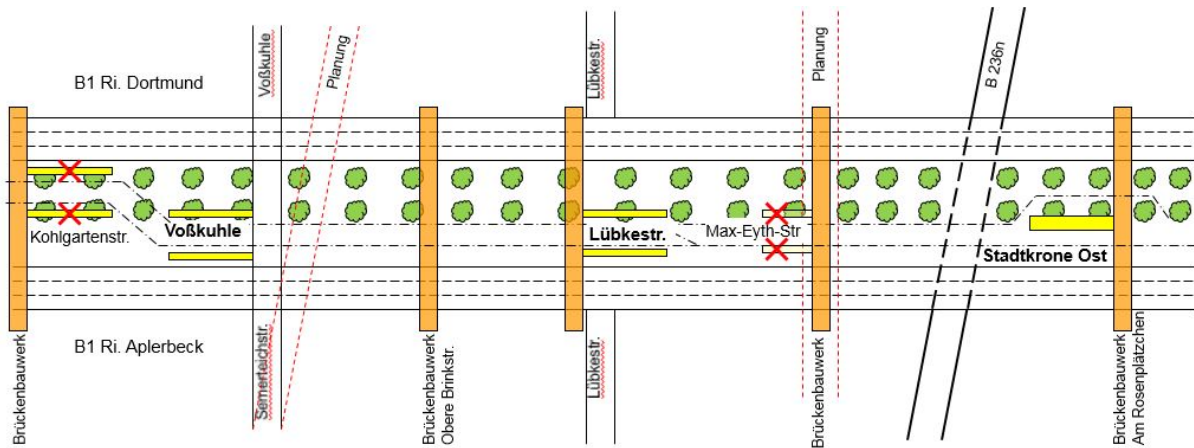 B1 Ri. Dortmund
Voßkuhle
Planung
Lübkestr.
Planung
B 236n
Kohlgartenstr.
Voßkuhle
Lübkestr.
Max-Eyth-Str
Stadtkrone Ost
B1 Ri. Aplerbeck
Brückenbauwerk
Semerteichstr.
Brückenbauwerk
Obere Brinkstr.
Lübkestr.
Brückenbauwerk
Brückenbauwerk
Am Rosenplätzchen